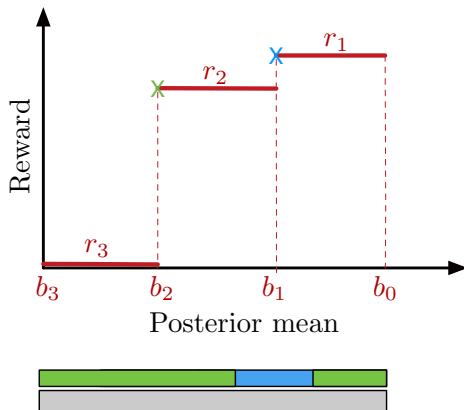 Reward
r₁
r₂
r₃
b₃ b₂ b₁ b₀
Posterior mean